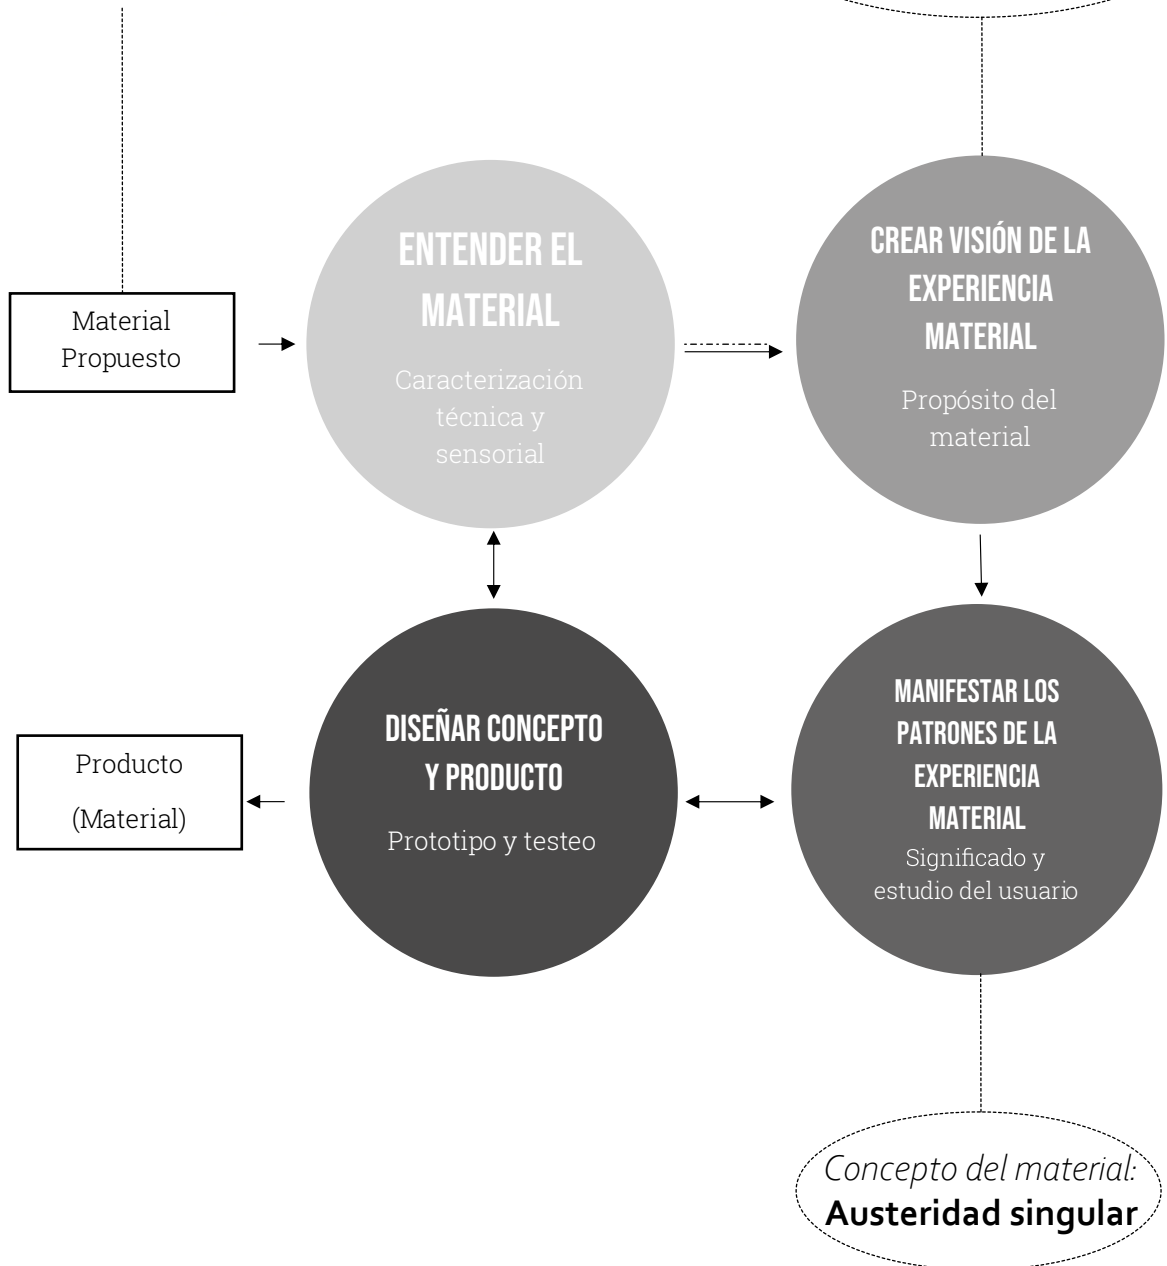 Material
Propuesto
ENTENDER EL
MATERIAL
Caracterización
técnica y
sensorial
CREAR VISIÓN DE LA
EXPERIENCIA
MATERIAL
Propósito del
material
Producto
(Material)
DISEÑAR CONCEPTO
Y PRODUCTO
Prototipo y testeo
MANIFESTAR LOS
PATRONES DE LA
EXPERIENCIA
MATERIAL
Significado y
estudio del usuario
Concepto del material:
Austeridad singular